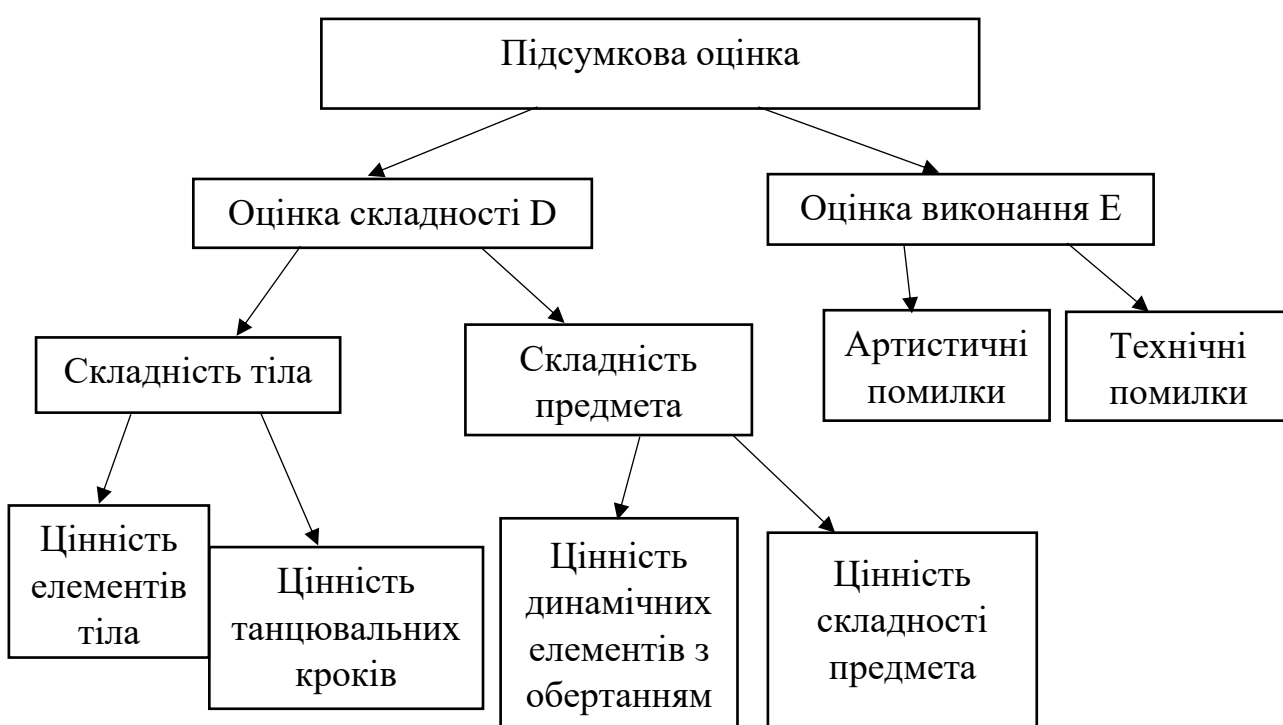 Підсумкова оцінка
Оцінка складності D
Оцінка виконання E
Складність тіла
Складність
предмета
Артистичні
помилки
Технічні
помилки
Цінність
елементів
тіла
Цінність
танцювальних
кроків
Цінність
динамічних
елементів з
обертанням
Цінність
складності
предмета